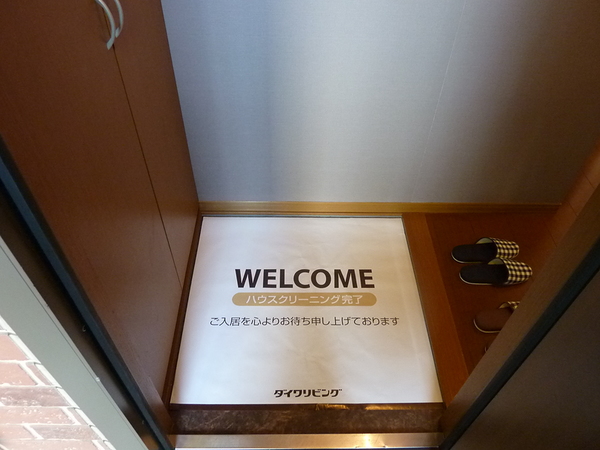 WELCOME
ハウスクリーニング完了
ご入居を心よりお待ち申し上げております
ダイワリビング